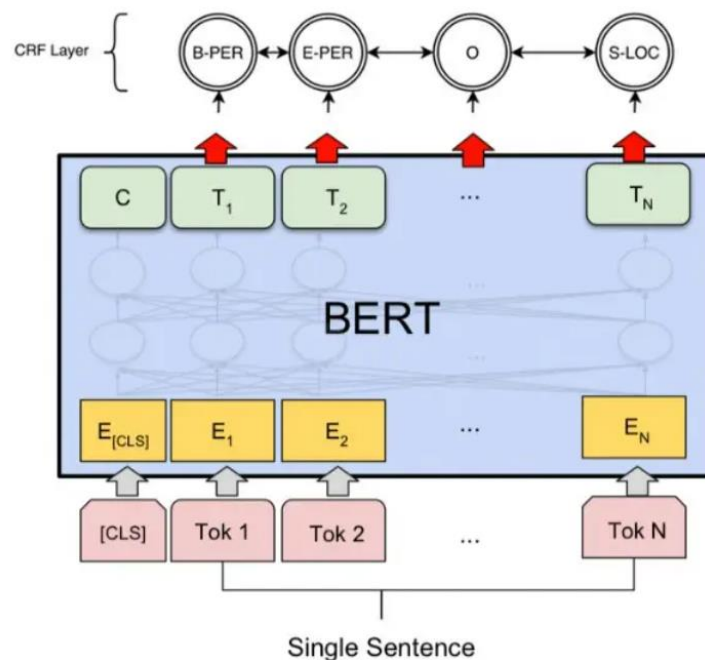 CRF Layer B-PER E-PER O S-LOC
C T1 T2 ... TN
...
BERT
...
E[CLS] E1 E2 ... EN
[CLS] Tok 1 Tok 2 ... Tok N
Single Sentence